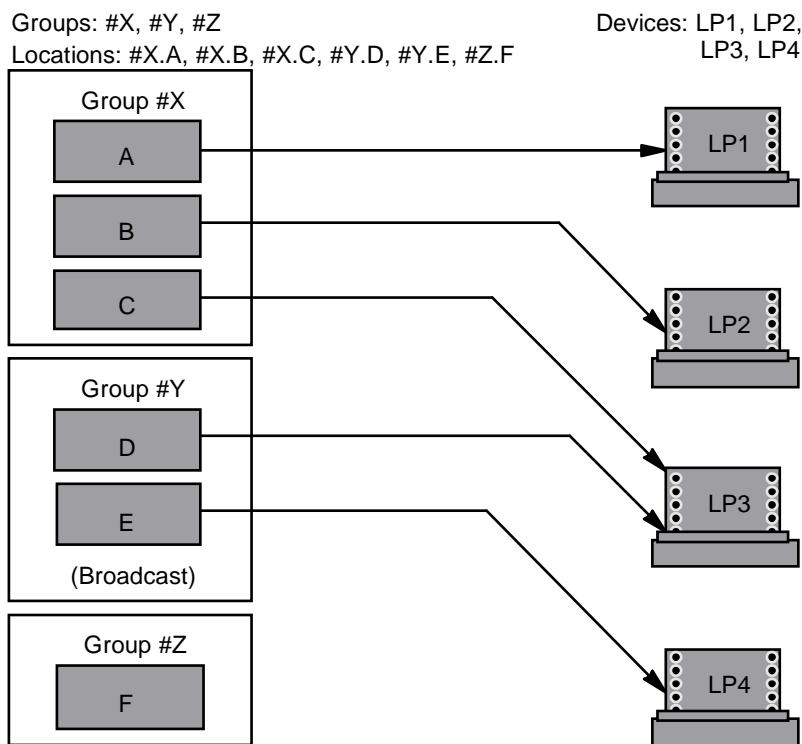 Groups: #X, #Y, #Z
Locations: #X.A, #X.B, #X.C, #Y.D, #Y.E, #Z.F
Devices: LP1, LP2,
LP3, LP4
Group #X
A
B
C
Group #Y
D
E
(Broadcast)
Group #Z
F
LP1
LP2
LP3
LP4